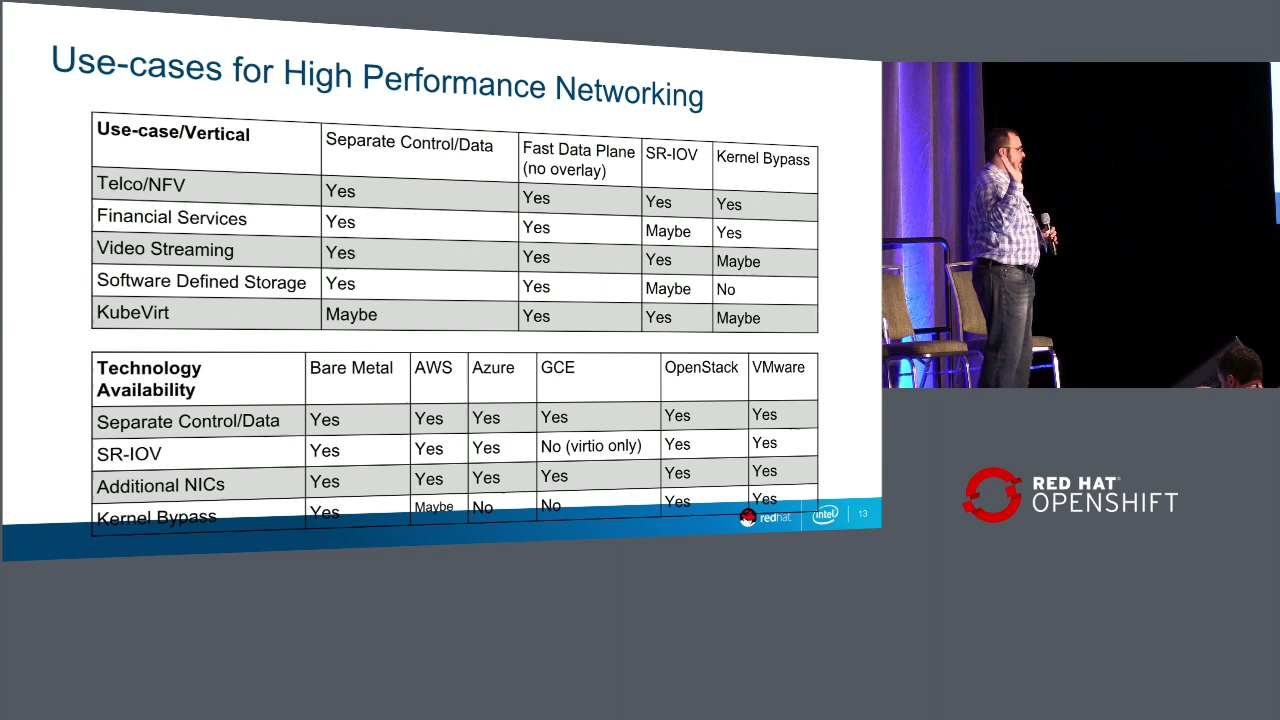 Use-cases for High Performance Networking
Use-case/Vertical Separate Control/Data Fast Data Plane (no overlay) SR-IOV Kernel Bypass
Telco/NFV Yes Yes Yes Yes
Financial Services Yes Yes Maybe Yes
Video Streaming Yes Yes Yes Maybe
Software Defined Storage Yes Yes Maybe No
KubeVirt Maybe Yes Yes Maybe
Technology Availability Bare Metal AWS Azure GCE OpenStack VMware
Separate Control/Data Yes Yes Yes Yes Yes Yes
SR-IOV Yes Yes Yes No (virtio only) Yes Yes
Additional NICs Yes Yes Yes Yes Yes Yes
Kernel Bypass Yes Maybe No No Yes Yes
redhat intel 13
RED HAT
OPENSHIFT